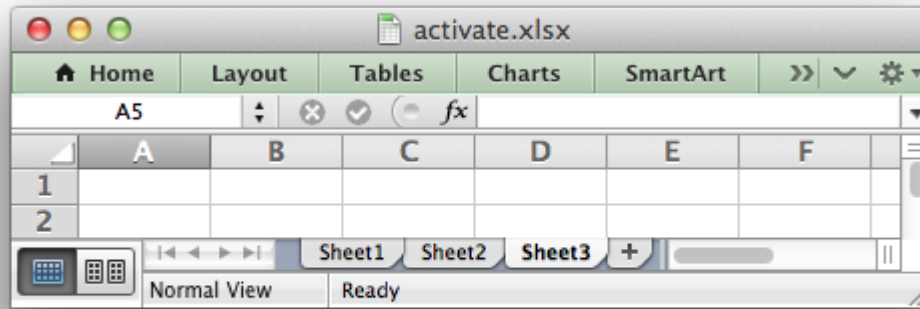 activate.xlsx
Home Layout Tables Charts SmartArt
A5 fx
A B C D E F
1
2
Sheet1 Sheet2 Sheet3 +
Normal View Ready